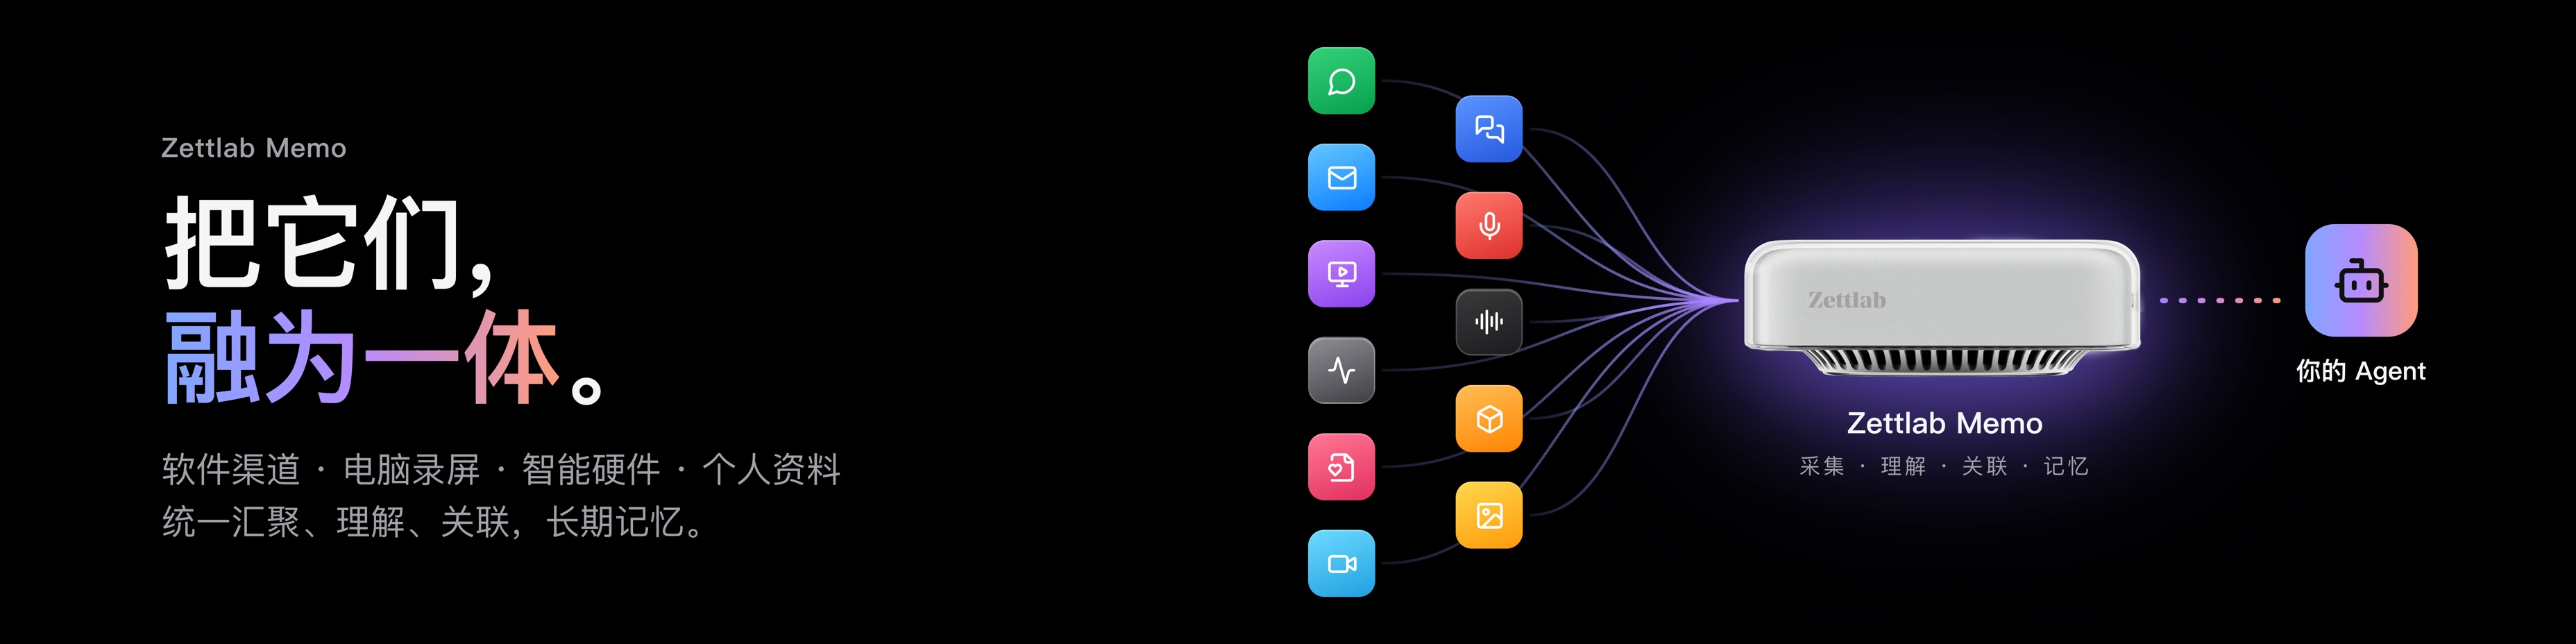 Zettlab Memo
把它们，
融为一体。
软件渠道 · 电脑录屏 · 智能硬件 · 个人资料
统一汇聚、理解、关联，长期记忆。
Zettlab
Zettlab Memo
采集 · 理解 · 关联 · 记忆
你的 Agent